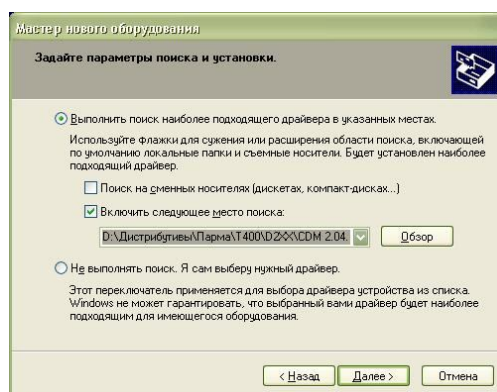 Мастер нового оборудования
Задайте параметры поиска и установки.
Выполнить поиск наиболее подходящего драйвера в указанных местах.
Используйте флажки для сужения или расширения области поиска, включающей
по умолчанию локальные папки и съемные носители. Будет установлен наиболее
подходящий драйвер.
Поиск на сменных носителях (дискетах, компакт-дисках...)
Включить следующее место поиска:
D:\Дистрибутивы\Парма\Т400\DZXX\CDM 2.04. Обзор
Не выполнять поиск. Я сам выберу нужный драйвер.
Этот переключатель применяется для выбора драйвера устройства из списка.
Windows не может гарантировать, что выбранный вами драйвер будет наиболее
подходящим для имеющегося оборудования.
< Назад Далее > Отмена